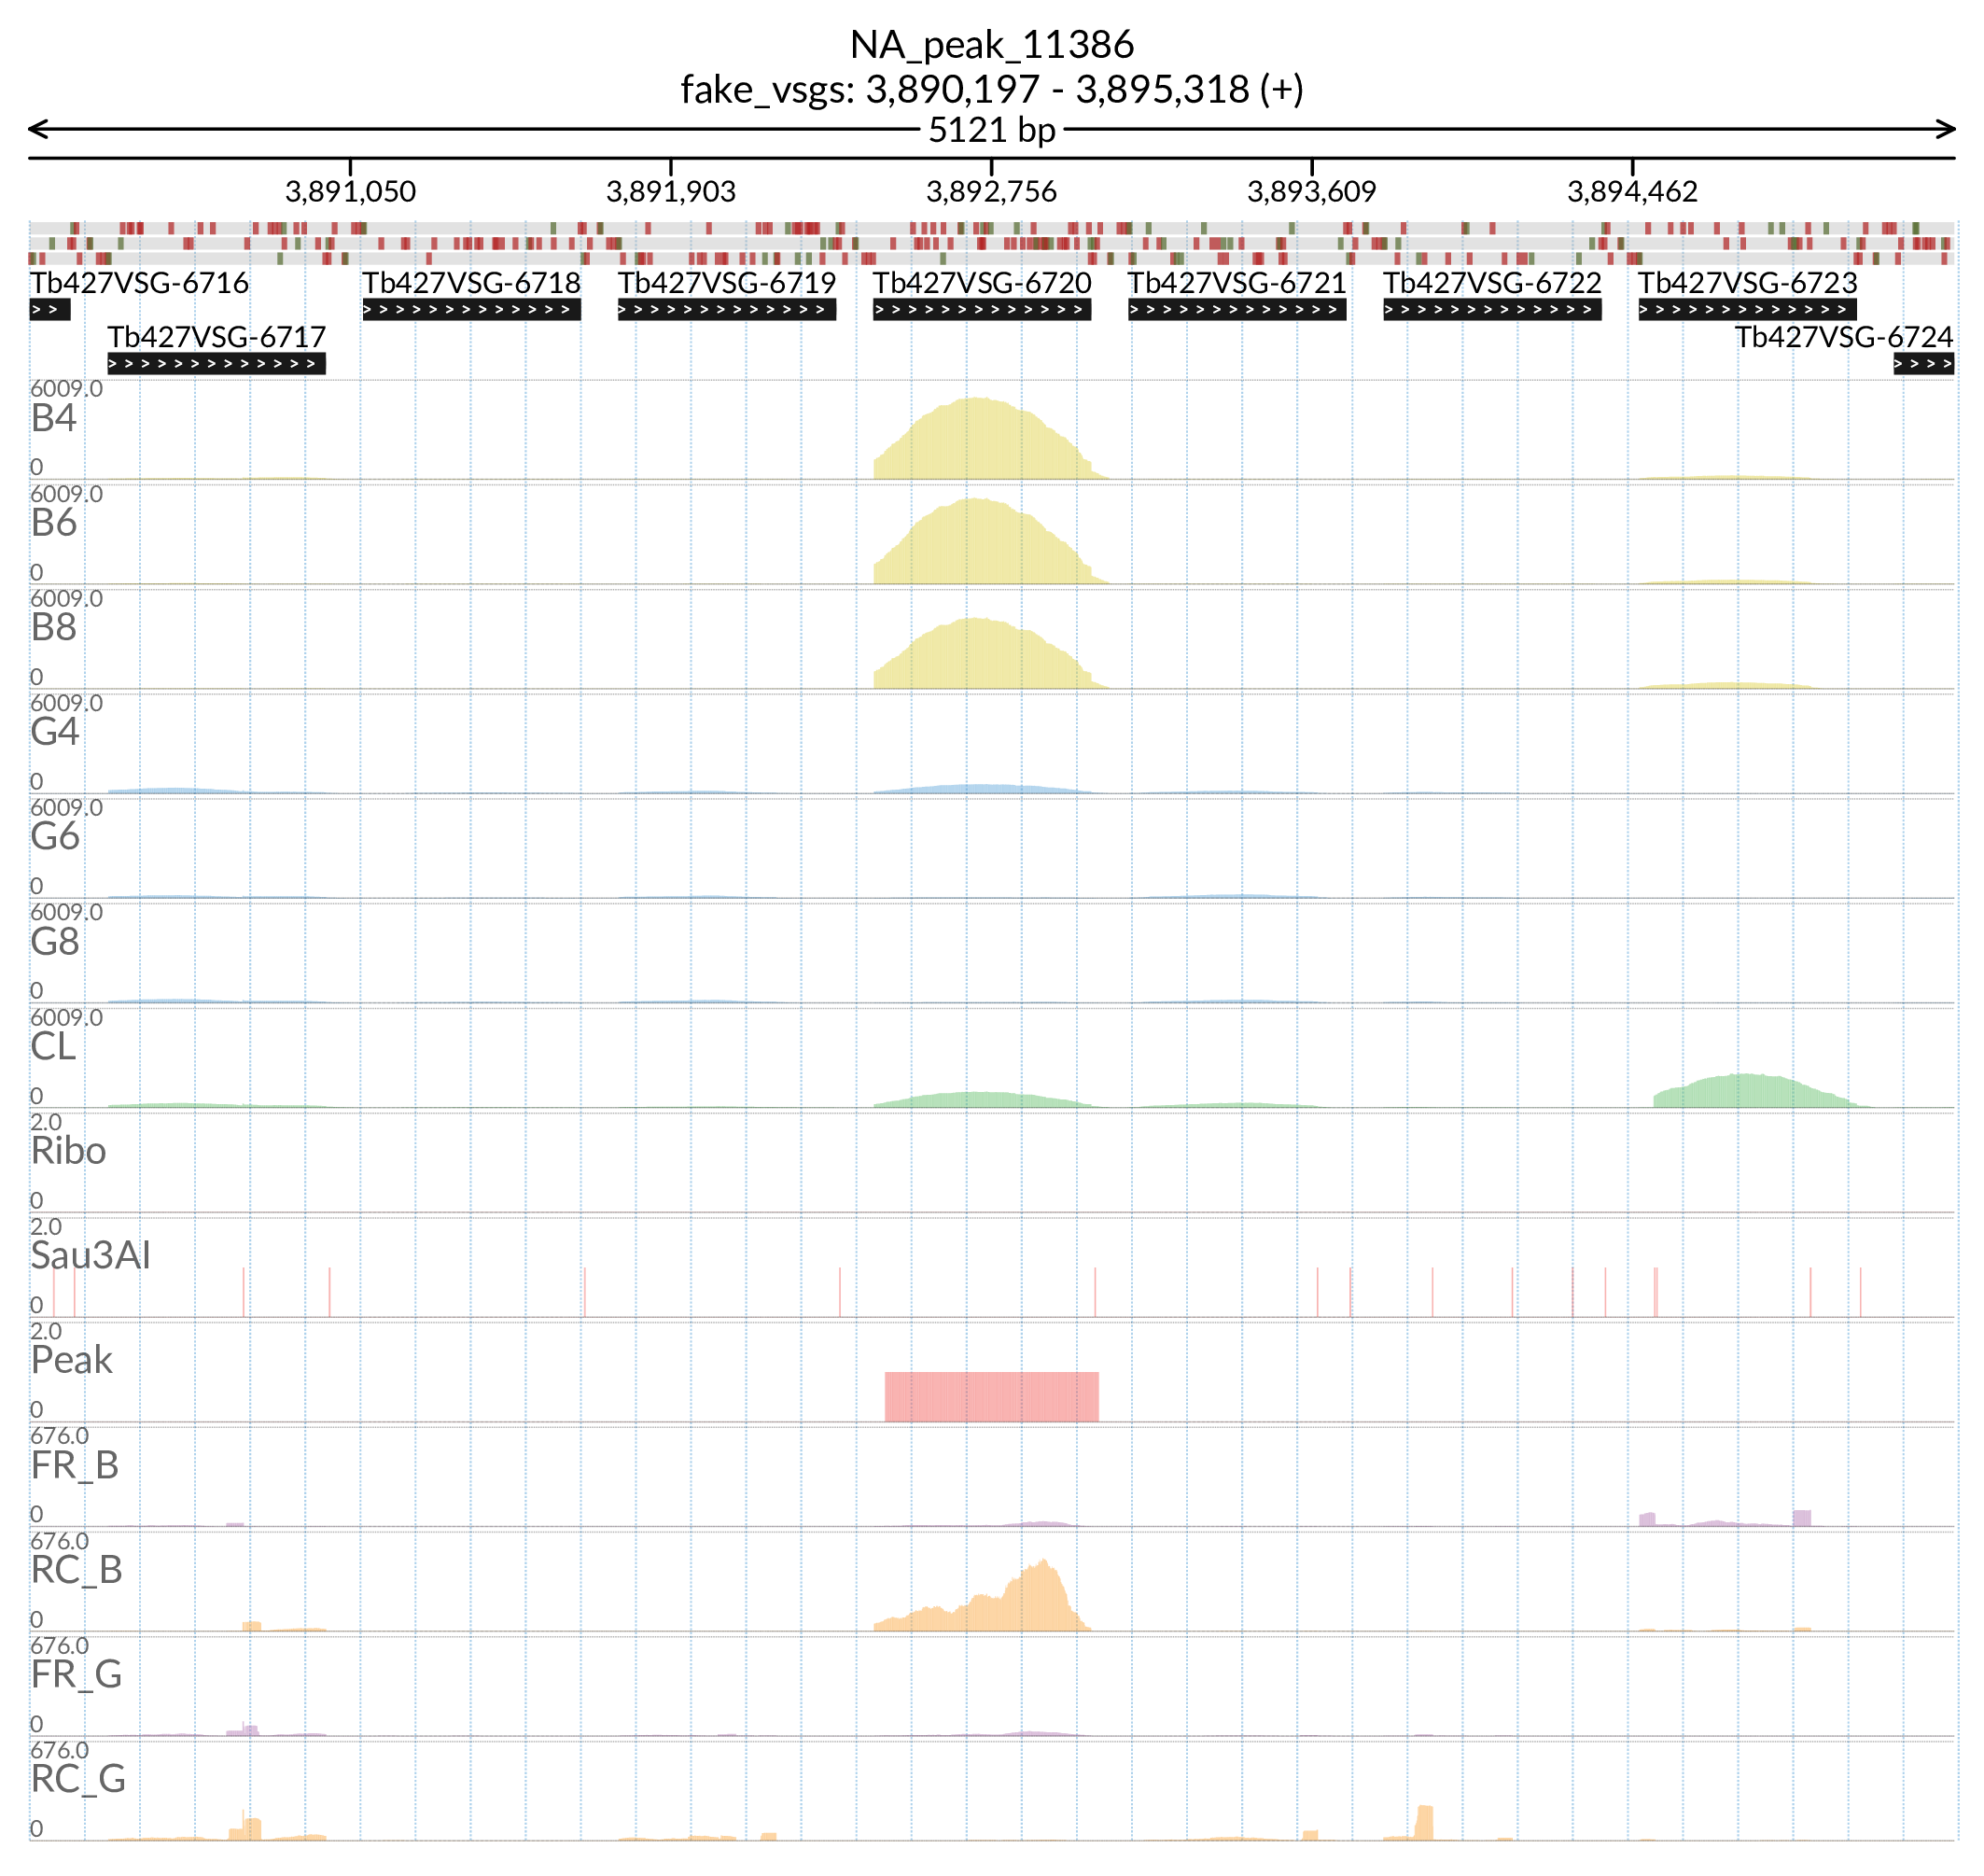 NA_peak_11386
fake_vsgs: 3,890,197 - 3,895,318 (+)
5121 bp
3,891,050 3,891,903 3,892,756 3,893,609 3,894,462
Tb427VSG-6716 Tb427VSG-6718 Tb427VSG-6719 Tb427VSG-6720 Tb427VSG-6721 Tb427VSG-6722 Tb427VSG-6723
Tb427VSG-6717 Tb427VSG-6724
6009.0
B4
0
6009.0
B6
0
6009.0
B8
0
6009.0
G4
0
6009.0
G6
0
6009.0
G8
0
6009.0
CL
0
2.0
Ribo
0
2.0
Sau3AI
0
2.0
Peak
0
676.0
FR_B
0
676.0
RC_B
0
676.0
FR_G
0
676.0
RC_G
0